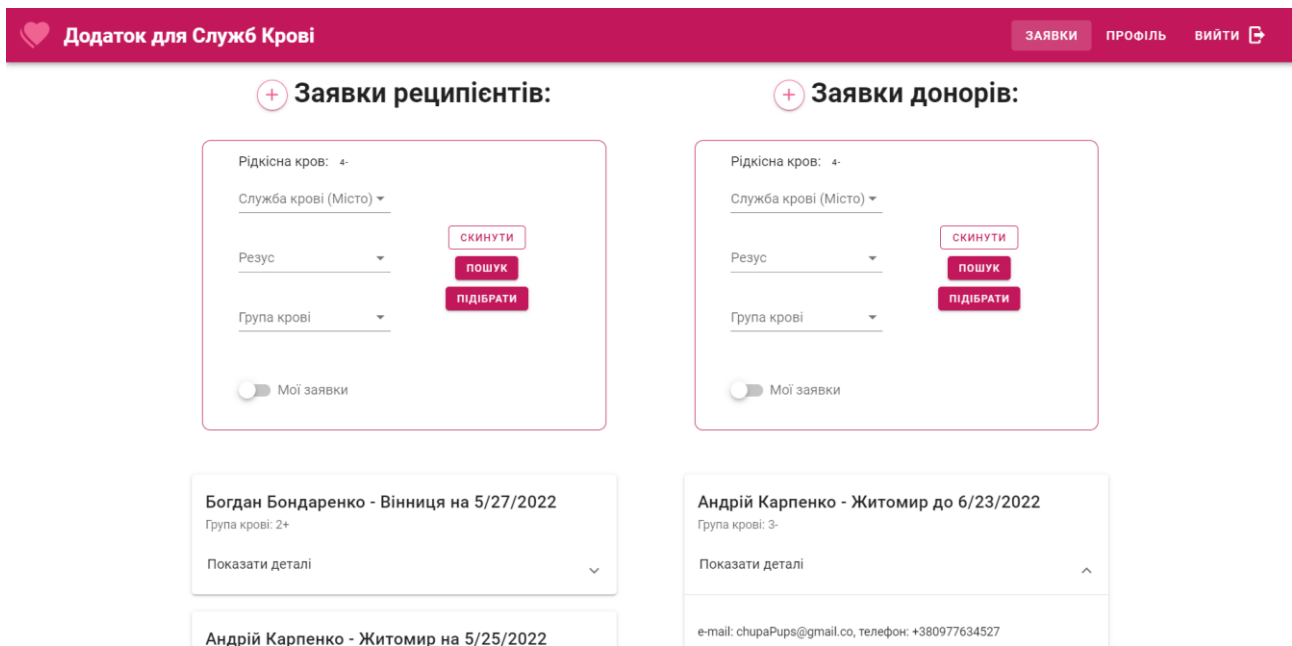 Додаток для Служб Крові
ЗАЯВКИ ПРОФІЛЬ ВИЙТИ
Заявки реципієнтів:
Рідкісна кров: 4-
Служба крові (Місто)
Резус
Група крові
СКИНУТИ
ПОШУК
ПІДІБРАТИ
Мої заявки
Богдан Бондаренко - Вінниця на 5/27/2022
Група крові: 2+
Показати деталі
Андрій Карпенко - Житомир на 5/25/2022
Заявки донорів:
Рідкісна кров: 4-
Служба крові (Місто)
Резус
Група крові
СКИНУТИ
ПОШУК
ПІДІБРАТИ
Мої заявки
Андрій Карпенко - Житомир до 6/23/2022
Група крові: 3-
Показати деталі
e-mail: chupaPups@gmail.co, телефон: +380977634527